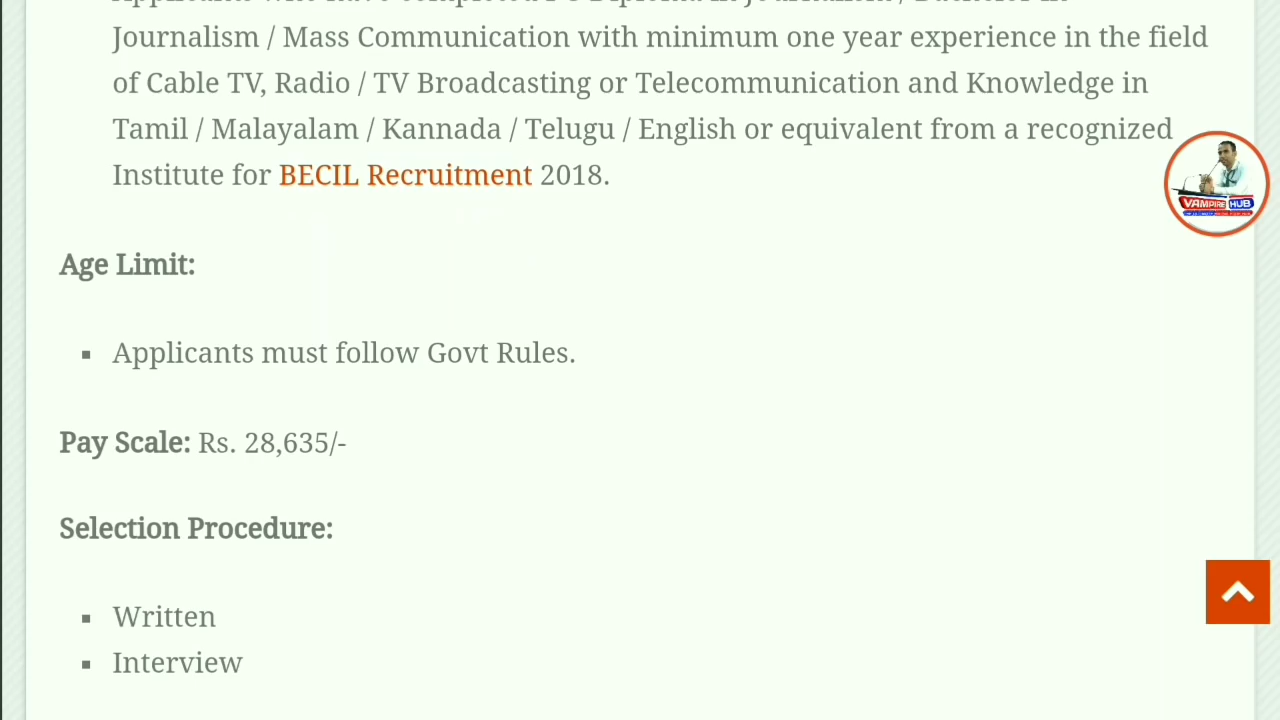 Journalism / Mass Communication with minimum one year experience in the field
of Cable TV, Radio / TV Broadcasting or Telecommunication and Knowledge in
Tamil / Malayalam / Kannada / Telugu / English or equivalent from a recognized
Institute for BECIL Recruitment 2018.
VAMPIRE HUB
Age Limit:
▪ Applicants must follow Govt Rules.
Pay Scale: Rs. 28,635/-
Selection Procedure:
▪ Written
▪ Interview